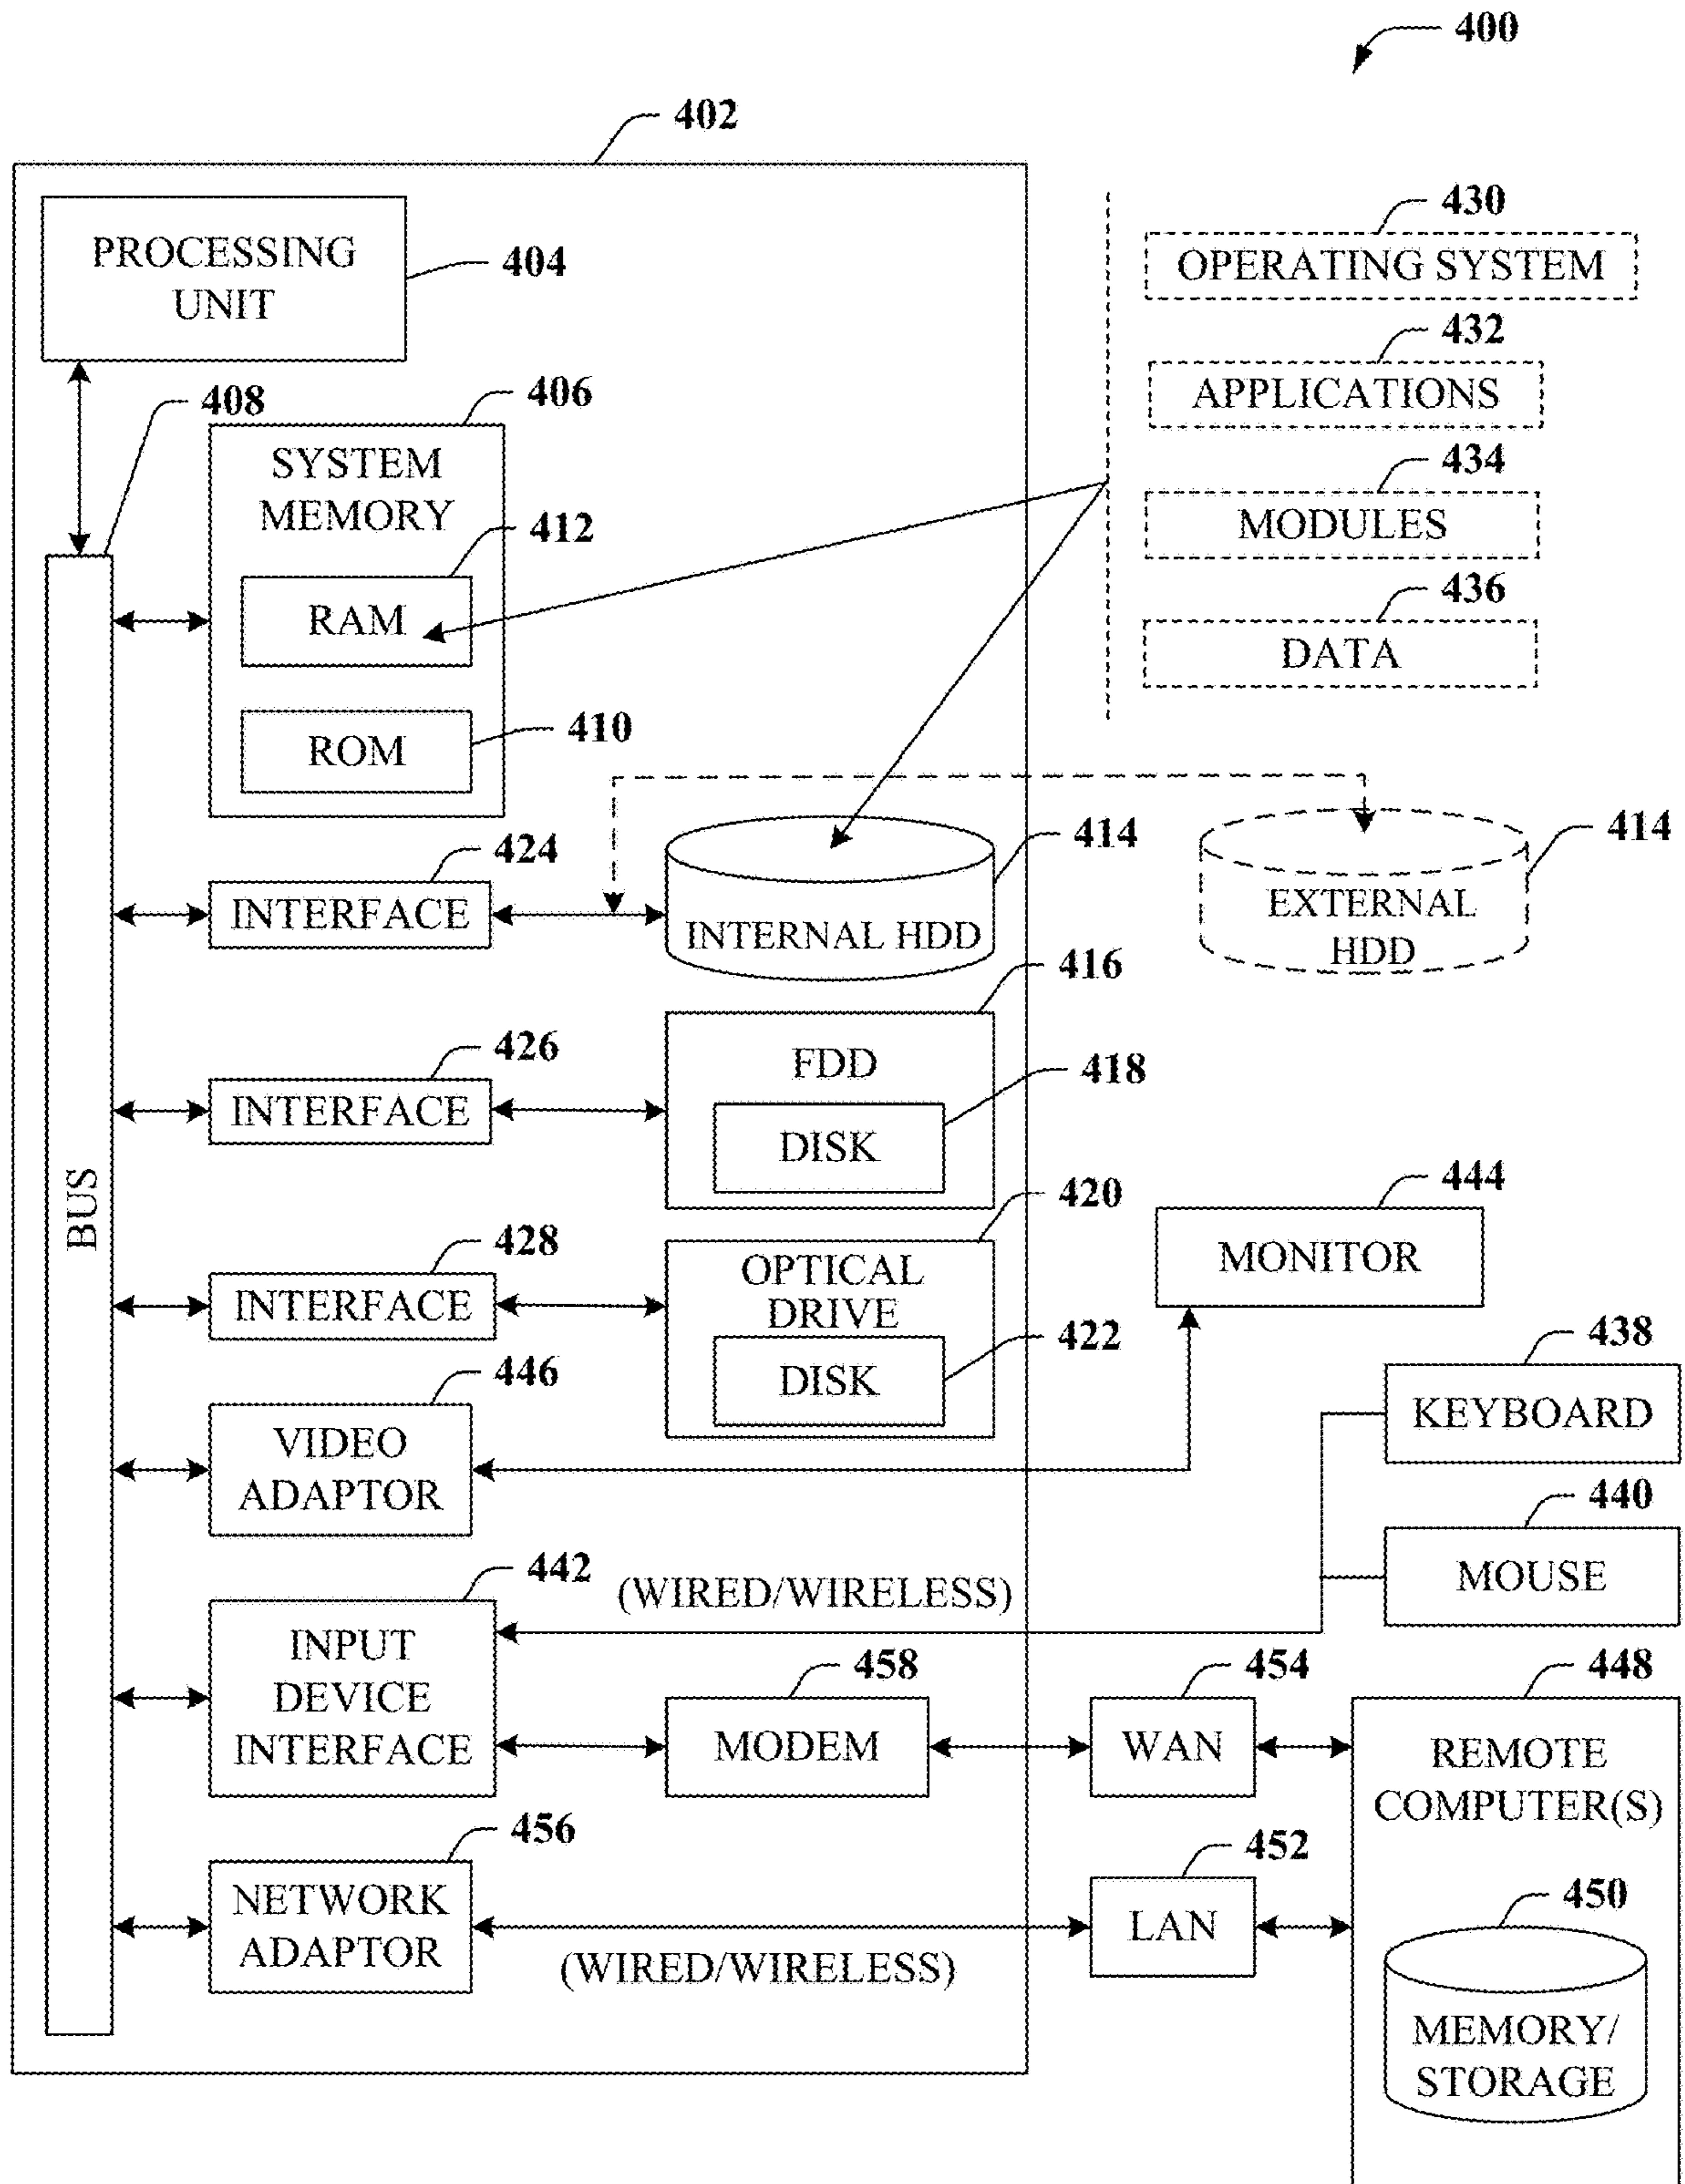 400
402
PROCESSING
UNIT
404
408
406
SYSTEM
MEMORY
412
RAM
410
ROM
430
OPERATING SYSTEM
432
APPLICATIONS
434
MODULES
436
DATA
424
INTERFACE
414
INTERNAL HDD
414
EXTERNAL
HDD
416
FDD
426
INTERFACE
418
DISK
BUS
420
OPTICAL
DRIVE
428
INTERFACE
422
DISK
444
MONITOR
446
VIDEO
ADAPTOR
438
KEYBOARD
440
MOUSE
442
INPUT
DEVICE
INTERFACE
(WIRED/WIRELESS)
458
MODEM
454
WAN
448
REMOTE
COMPUTER(S)
456
NETWORK
ADAPTOR
(WIRED/WIRELESS)
452
LAN
450
MEMORY/
STORAGE